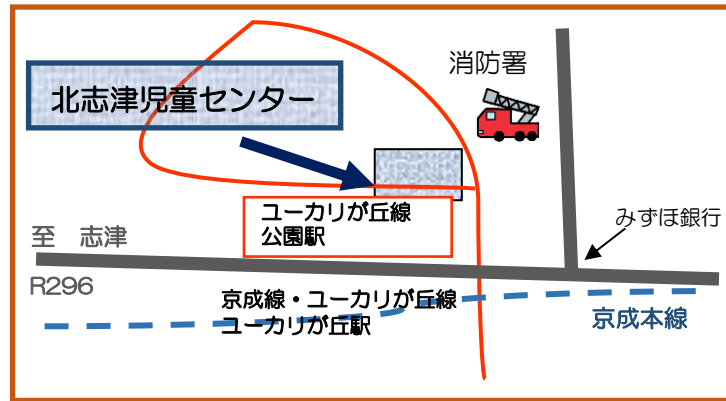 消防署
北志津児童センター
ユーカリが丘線
公園駅
みずほ銀行
至 志津
R296
京成線・ユーカリが丘線
ユーカリが丘駅
京成本線